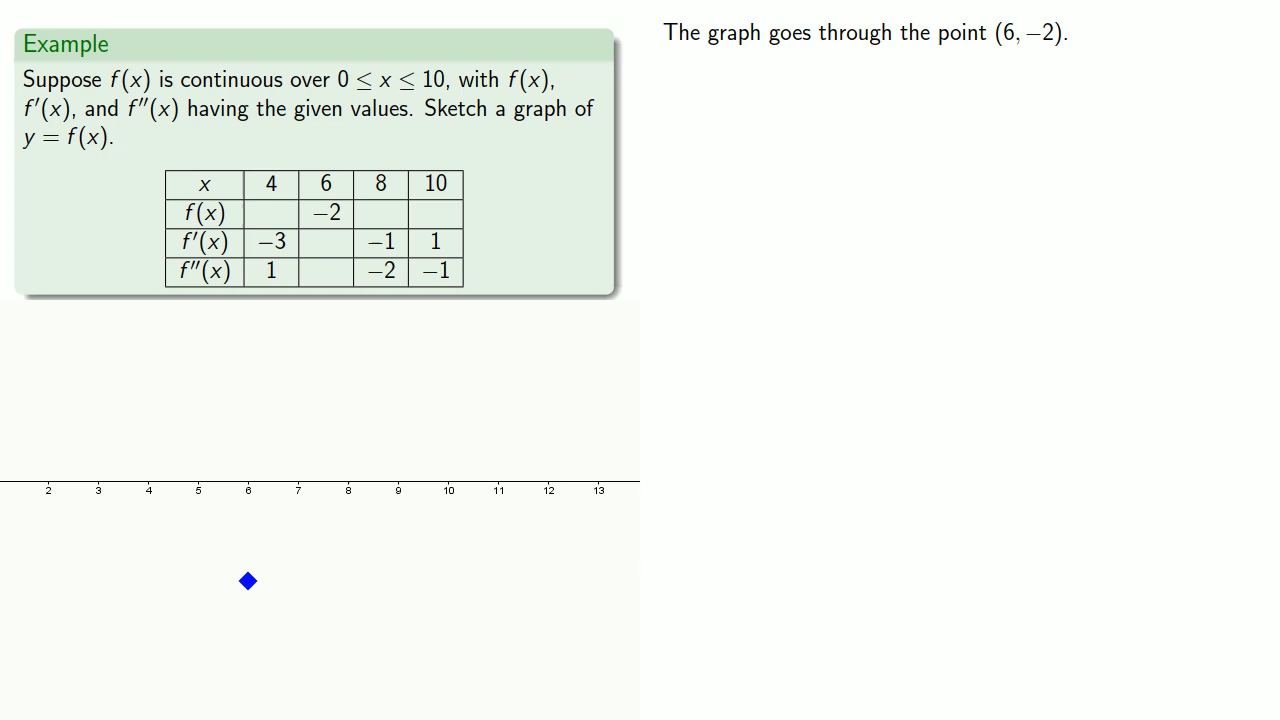 Example
Suppose f(x) is continuous over 0 ≤ x ≤ 10, with f(x),
f′(x), and f″(x) having the given values. Sketch a graph of
y = f(x).
x 4 6 8 10
f(x) −2
f′(x) −3 −1 1
f″(x) 1 −2 −1
2 3 4 5 6 7 8 9 10 11 12 13
The graph goes through the point (6, −2).